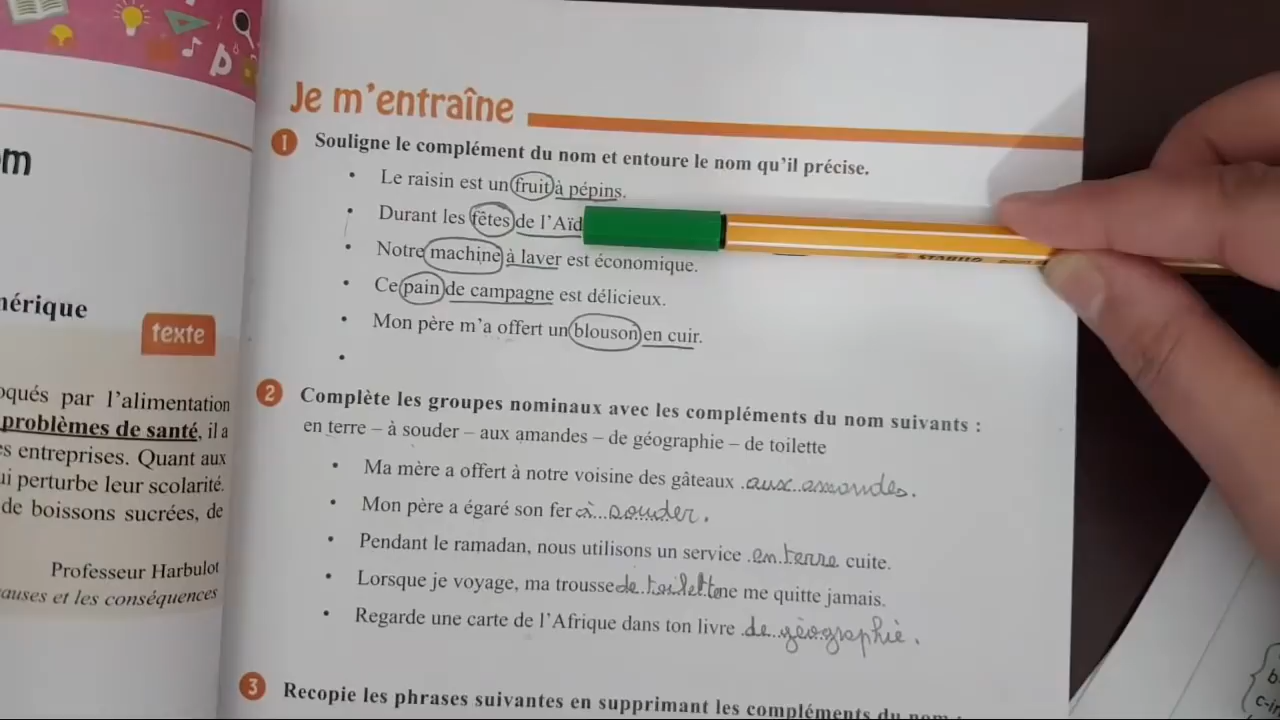 Je m'entraîne
1 Souligne le complément du nom et entoure le nom qu'il précise.
• Le raisin est un fruit à pépins.
• Durant les fêtes de l'Aïd
• Notre machine à laver est économique.
• Ce pain de campagne est délicieux.
• Mon père m'a offert un blouson en cuir.
•
2 Complète les groupes nominaux avec les compléments du nom suivants :
en terre – à souder – aux amandes – de géographie – de toilette
• Ma mère a offert à notre voisine des gâteaux aux amandes.
• Mon père a égaré son fer à souder.
• Pendant le ramadan, nous utilisons un service en terre cuite.
• Lorsque je voyage, ma trousse de toilette ne me quitte jamais.
• Regarde une carte de l'Afrique dans ton livre de géographie.
3 Recopie les phrases suivantes en supprimant les compléments du nom :
mérique
texte
oqués par l'alimentation
problèmes de santé, il a
es entreprises. Quant aux
ui perturbe leur scolarité.
de boissons sucrées, de
Professeur Harbulot
auses et les conséquences
STABILO